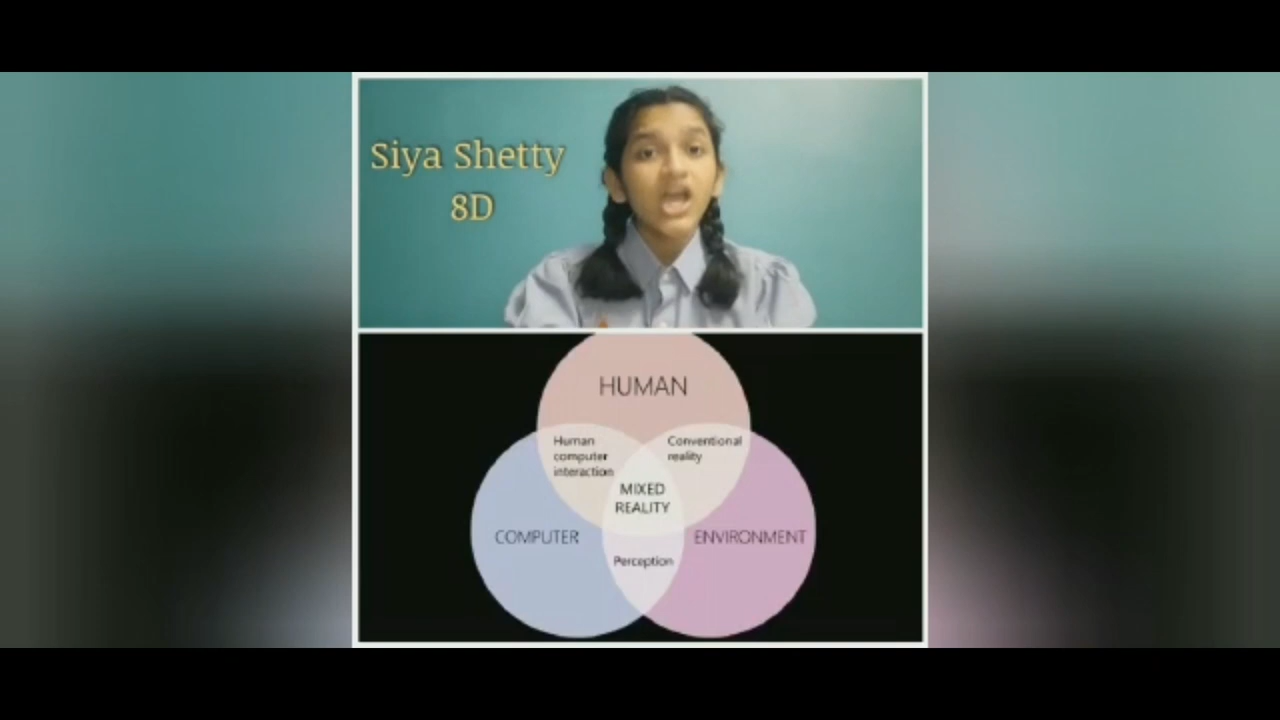 Siya Shetty
8D
HUMAN
Human
computer
interaction
Conventional
reality
MIXED
REALITY
COMPUTER
ENVIRONMENT
Perception